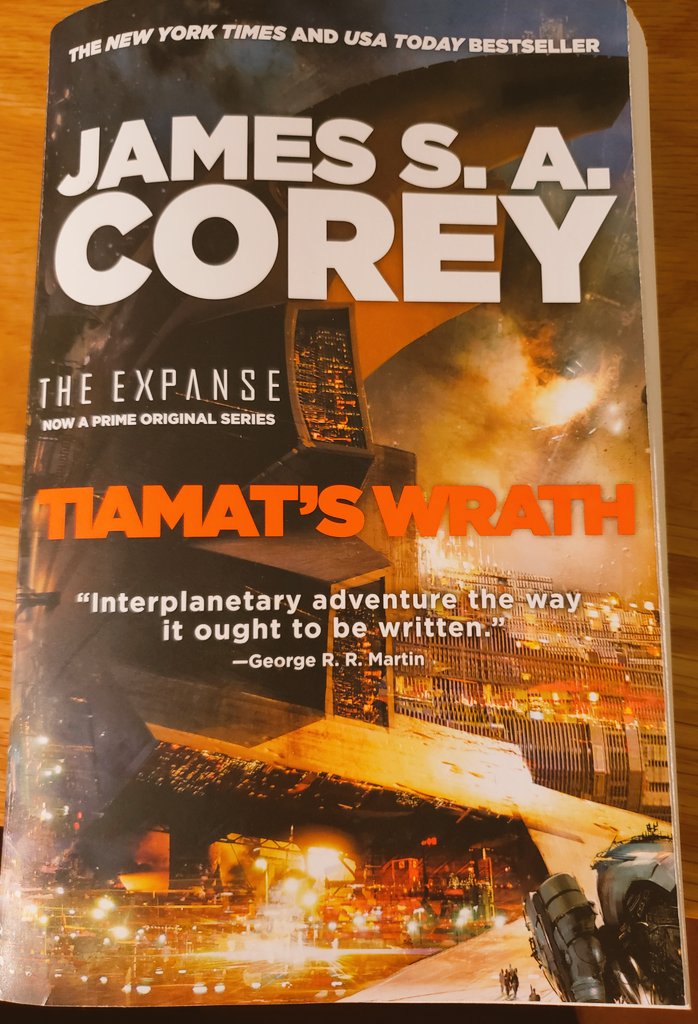 THE NEW YORK TIMES AND USA TODAY BESTSELLER
JAMES S. A.
COREY
THE EXPANSE
NOW A PRIME ORIGINAL SERIES
TIAMAT'S WRATH
“Interplanetary adventure the way
it ought to be written.”
—George R. R. Martin